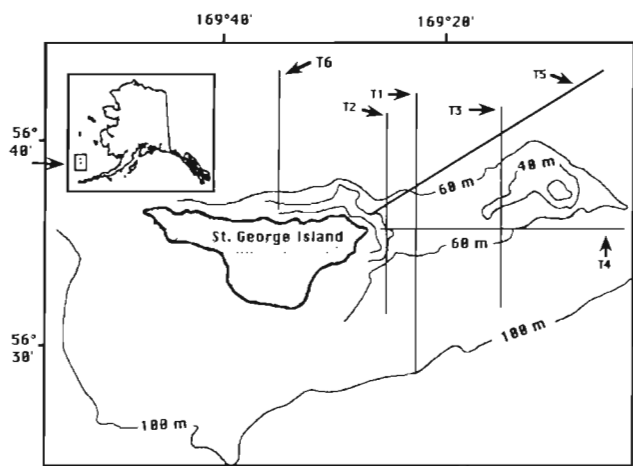 169°40'
169°20'
T6
T1
T5
T2
T3
56°
40'
60 m
40 m
St. George Island
60 m
T4
56°
30'
100 m
100 m